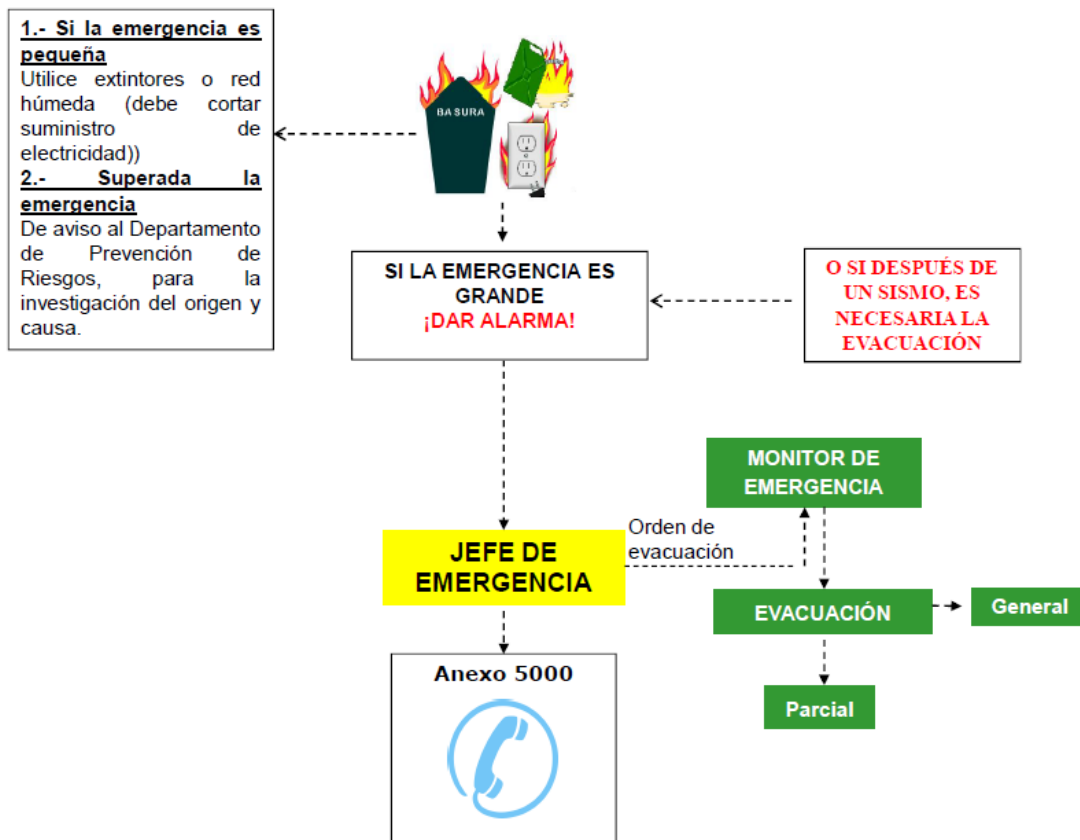 1.- Si la emergencia es
pequeña
Utilice extintores o red
húmeda (debe cortar
suministro de
electricidad))
2.- Superada la
emergencia
De aviso al Departamento
de Prevención de
Riesgos, para la
investigación del origen y
causa.
BASURA
SI LA EMERGENCIA ES
GRANDE
¡DAR ALARMA!
O SI DESPUÉS DE
UN SISMO, ES
NECESARIA LA
EVACUACIÓN
MONITOR DE
EMERGENCIA
Orden de
evacuación
JEFE DE
EMERGENCIA
EVACUACIÓN
General
Parcial
Anexo 5000